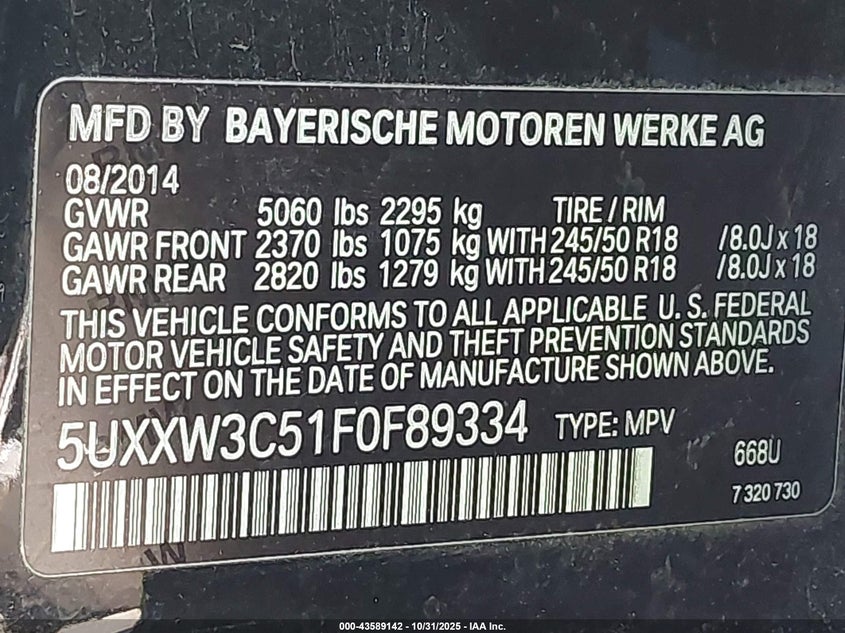 MFD BY BAYERISCHE MOTOREN WERKE AG
08/2014
GVWR 5060 lbs 2295 kg TIRE / RIM
GAWR FRONT 2370 lbs 1075 kg WITH 245/50 R18 /8.0J x 18
GAWR REAR 2820 lbs 1279 kg WITH 245/50 R18 /8.0J x 18
THIS VEHICLE CONFORMS TO ALL APPLICABLE U. S. FEDERAL
MOTOR VEHICLE SAFETY AND THEFT PREVENTION STANDARDS
IN EFFECT ON THE DATE OF MANUFACTURE SHOWN ABOVE.
5UXXW3C51F0F89334 TYPE: MPV
668U
7 320 730
000-43589142 - 10/31/2025 - IAA Inc.